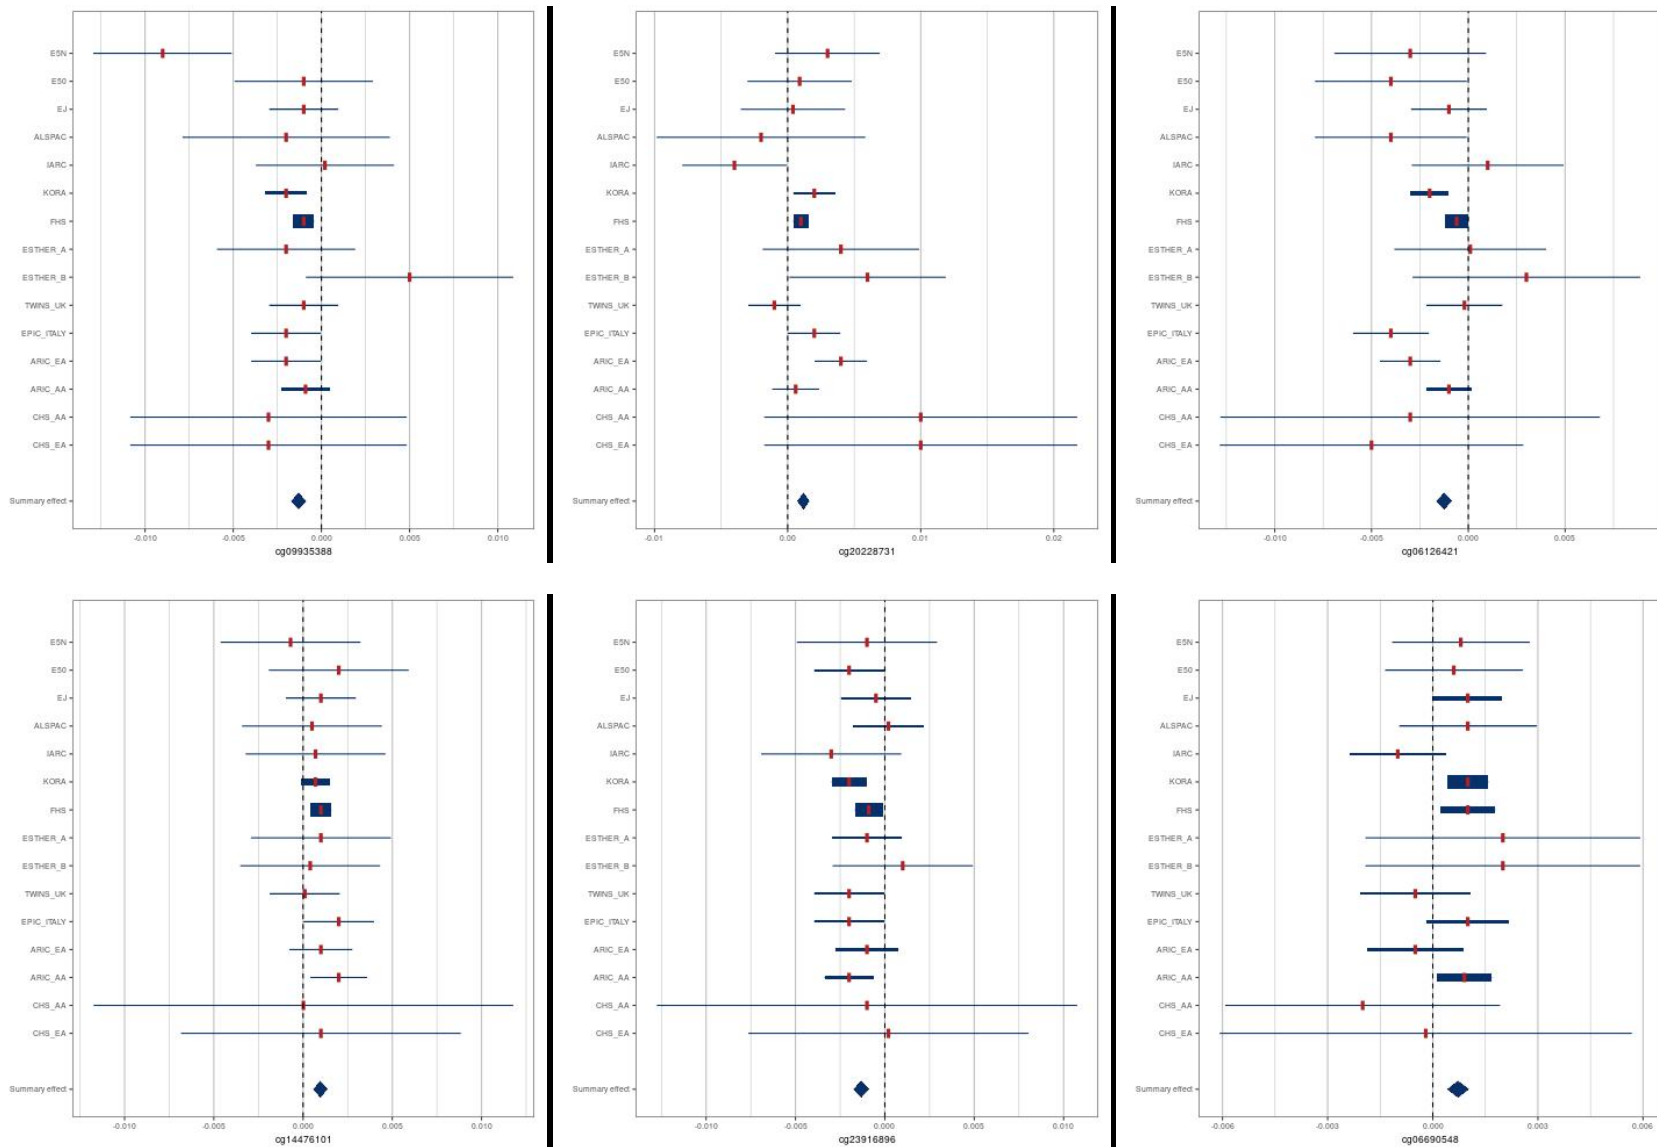 E5N
E50
EJ
ALSPAC
IARC
KORA
FHS
ESTHER_A
ESTHER_B
TWINS_UK
EPIC_ITALY
ARIC_EA
ARIC_AA
CHS_AA
CHS_EA
Summary effect
-0.010 -0.005 0.000 0.005 0.010
cg09935388
E5N
E50
EJ
ALSPAC
IARC
KORA
FHS
ESTHER_A
ESTHER_B
TWINS_UK
EPIC_ITALY
ARIC_EA
ARIC_AA
CHS_AA
CHS_EA
Summary effect
-0.01 0.00 0.01 0.02
cg20228731
E5N
E50
EJ
ALSPAC
IARC
KORA
FHS
ESTHER_A
ESTHER_B
TWINS_UK
EPIC_ITALY
ARIC_EA
ARIC_AA
CHS_AA
CHS_EA
Summary effect
-0.010 -0.005 0.000 0.005
cg06126421
E5N
E50
EJ
ALSPAC
IARC
KORA
FHS
ESTHER_A
ESTHER_B
TWINS_UK
EPIC_ITALY
ARIC_EA
ARIC_AA
CHS_AA
CHS_EA
Summary effect
-0.010 -0.005 0.000 0.005 0.010
cg14476101
E5N
E50
EJ
ALSPAC
IARC
KORA
FHS
ESTHER_A
ESTHER_B
TWINS_UK
EPIC_ITALY
ARIC_EA
ARIC_AA
CHS_AA
CHS_EA
Summary effect
-0.010 -0.005 0.000 0.005 0.010
cg23916896
E5N
E50
EJ
ALSPAC
IARC
KORA
FHS
ESTHER_A
ESTHER_B
TWINS_UK
EPIC_ITALY
ARIC_EA
ARIC_AA
CHS_AA
CHS_EA
Summary effect
-0.006 -0.003 0.000 0.003 0.006
cg06690548